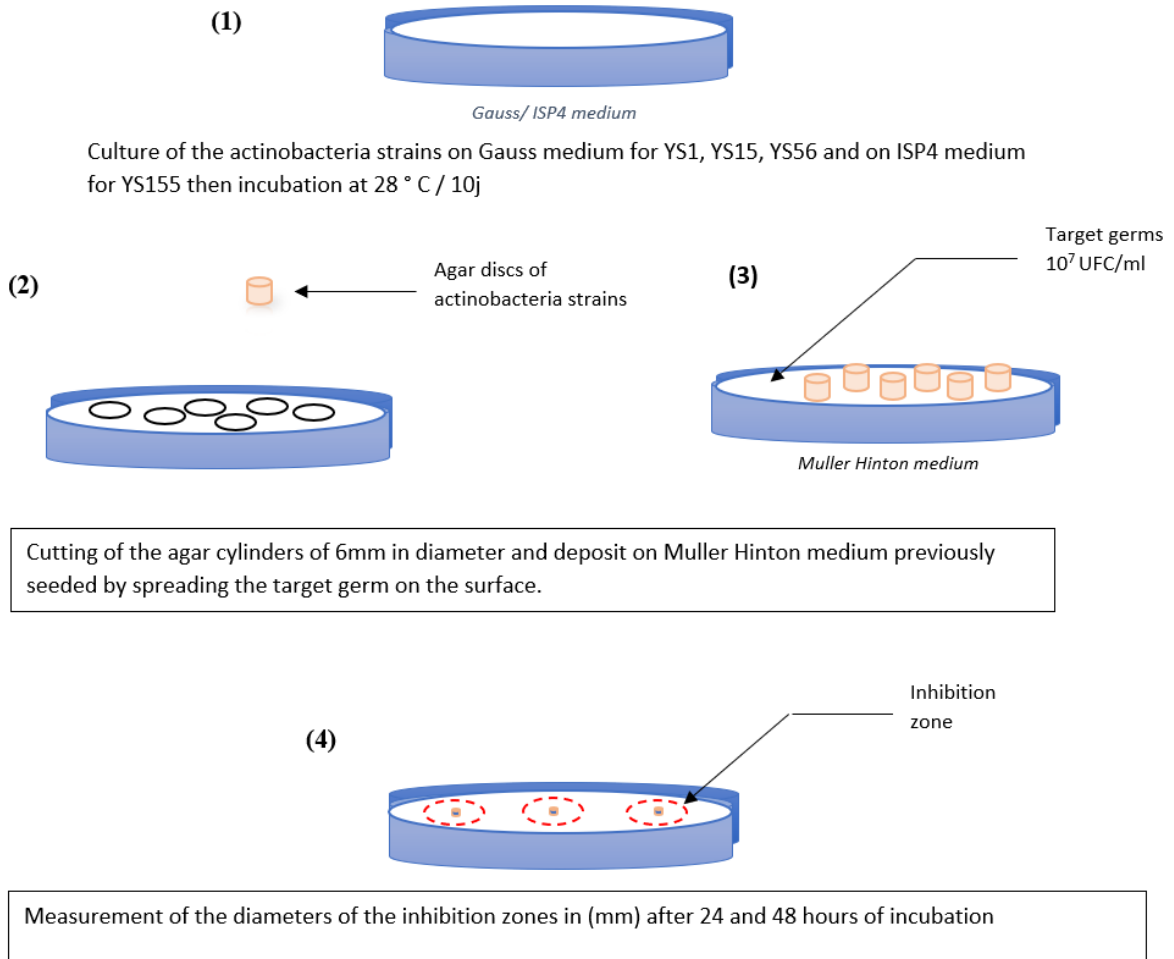 (1)
Gauss/ ISP4 medium
Culture of the actinobacteria strains on Gauss medium for YS1, YS15, YS56 and on ISP4 medium
for YS155 then incubation at 28 ° C / 10j
(2)
Agar discs of
actinobacteria strains
(3)
Target germs
10⁷ UFC/ml
Muller Hinton medium
Cutting of the agar cylinders of 6mm in diameter and deposit on Muller Hinton medium previously
seeded by spreading the target germ on the surface.
(4)
Inhibition
zone
Measurement of the diameters of the inhibition zones in (mm) after 24 and 48 hours of incubation